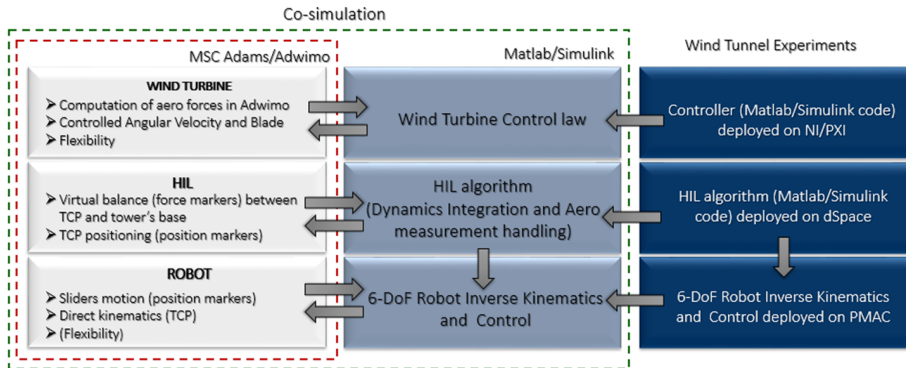 Co-simulation
MSC Adams/Adwimo
Matlab/Simulink
Wind Tunnel Experiments
WIND TURBINE
➢ Computation of aero forces in Adwimo
➢ Controlled Angular Velocity and Blade
➢ Flexibility
Wind Turbine Control law
Controller (Matlab/Simulink code)
deployed on NI/PXI
HIL
➢ Virtual balance (force markers) between
TCP and tower's base
➢ TCP positioning (position markers)
HIL algorithm
(Dynamics Integration and Aero
measurement handling)
HIL algorithm (Matlab/Simulink
code) deployed on dSpace
ROBOT
➢ Sliders motion (position markers)
➢ Direct kinematics (TCP)
➢ (Flexibility)
6-DoF Robot Inverse Kinematics
and Control
6-DoF Robot Inverse Kinematics
and Control deployed on PMAC